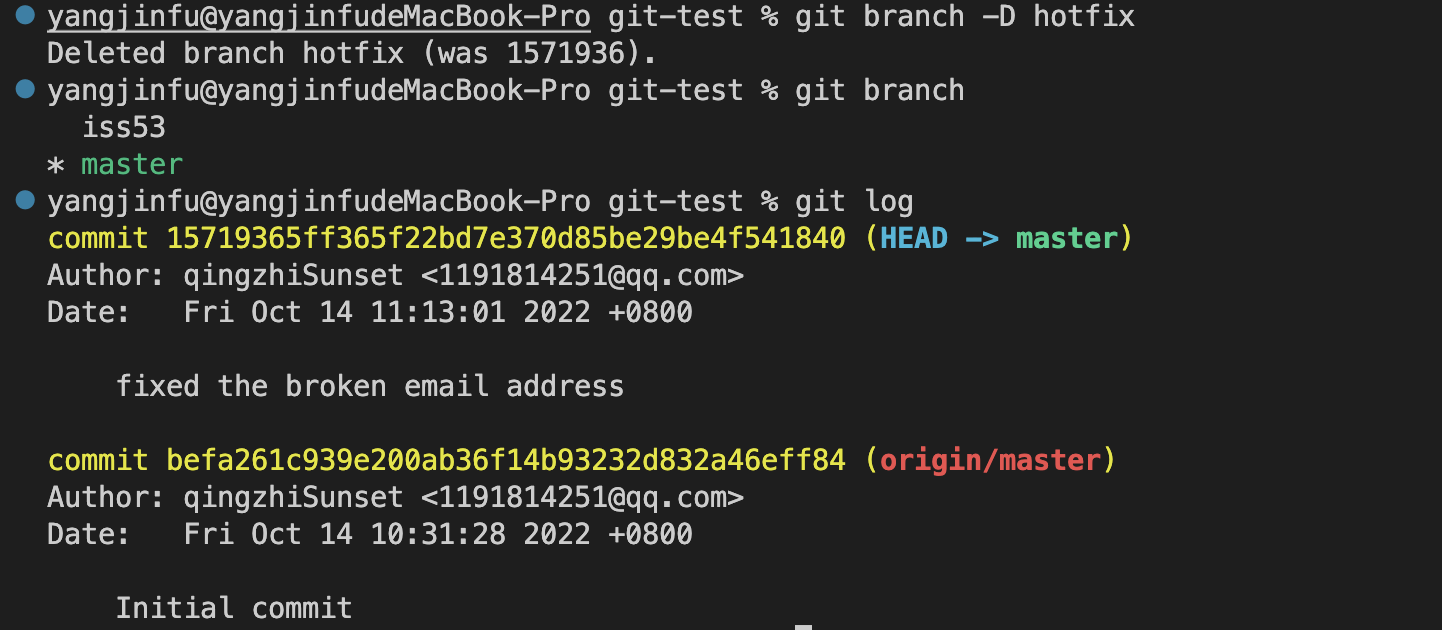 yangjinfu@yangjinfudeMacBook-Pro git-test % git branch -D hotfix
Deleted branch hotfix (was 1571936).
yangjinfu@yangjinfudeMacBook-Pro git-test % git branch
  iss53
* master
yangjinfu@yangjinfudeMacBook-Pro git-test % git log
commit 15719365ff365f22bd7e370d85be29be4f541840 (HEAD -> master)
Author: qingzhiSunset <1191814251@qq.com>
Date:   Fri Oct 14 11:13:01 2022 +0800
    fixed the broken email address
commit befa261c939e200ab36f14b93232d832a46eff84 (origin/master)
Author: qingzhiSunset <1191814251@qq.com>
Date:   Fri Oct 14 10:31:28 2022 +0800
    Initial commit